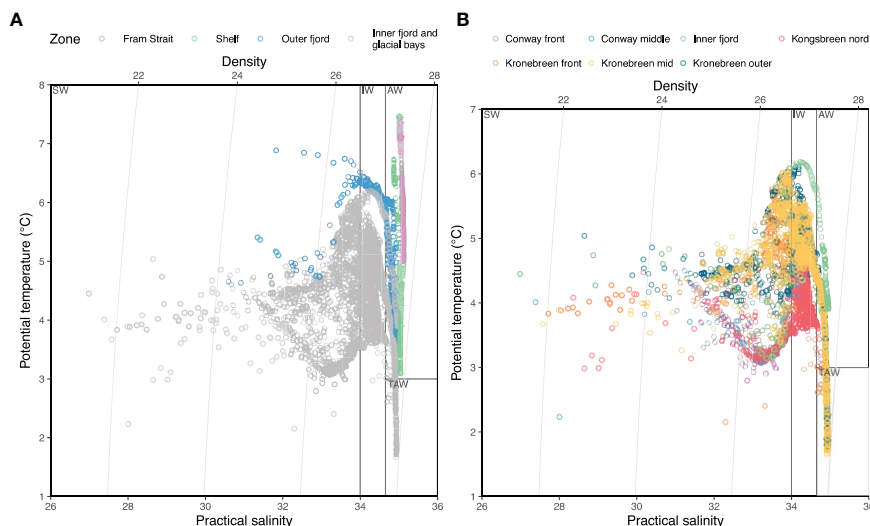 A
Zone
Fram Strait
Shelf
Outer fjord
Inner fjord and
glacial bays
Density
22
24
26
28
SW
IW
AW
TAW
8
7
6
5
4
3
2
1
Potential temperature (°C)
26
28
30
32
34
36
Practical salinity
B
Conway front
Conway middle
Inner fjord
Kongsbreen nord
Kronebreen front
Kronebreen mid
Kronebreen outer
Density
22
24
26
28
SW
IW
AW
TAW
7
6
5
4
3
2
1
Potential temperature (°C)
26
28
30
32
34
36
Practical salinity